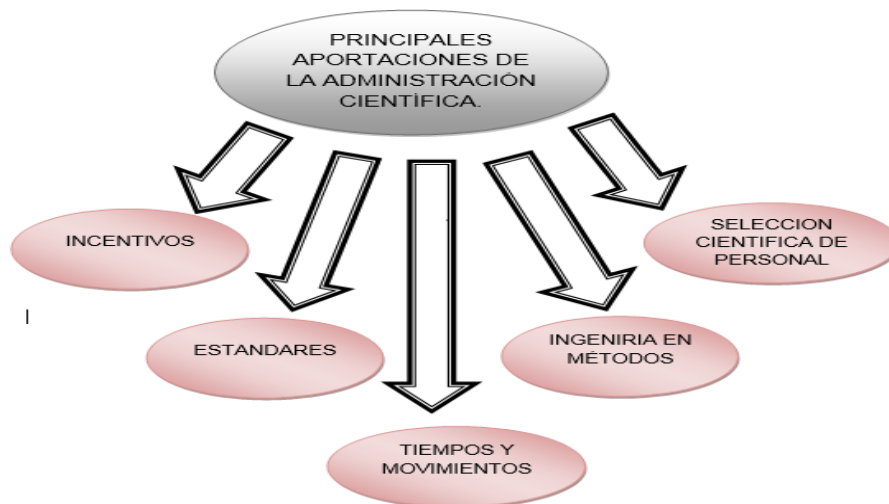 PRINCIPALES
APORTACIONES DE
LA ADMINISTRACIÓN
CIENTÍFICA.
INCENTIVOS
SELECCION
CIENTIFICA DE
PERSONAL
ESTANDARES
INGENIRIA EN
MÉTODOS
TIEMPOS Y
MOVIMIENTOS